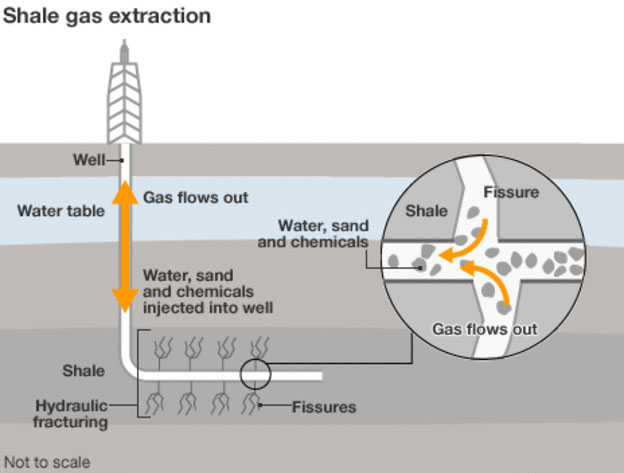 Shale gas extraction
Well
Gas flows out
Water table
Water, sand
and chemicals
injected into well
Shale
Hydraulic
fracturing
Fissures
Fissure
Shale
Water, sand
and chemicals
Gas flows out
Not to scale